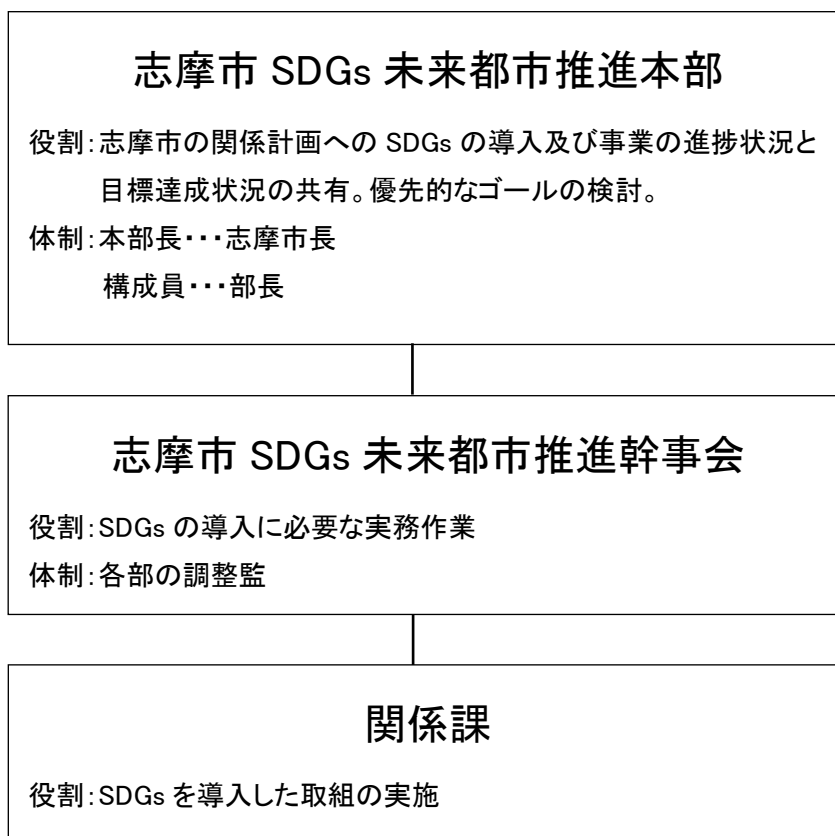 志摩市 SDGs 未来都市推進本部
役割:志摩市の関係計画への SDGs の導入及び事業の進捗状況と
目標達成状況の共有。優先的なゴールの検討。
体制:本部長・・・志摩市長
構成員・・・部長
志摩市 SDGs 未来都市推進幹事会
役割:SDGs の導入に必要な実務作業
体制:各部の調整監
関係課
役割:SDGs を導入した取組の実施